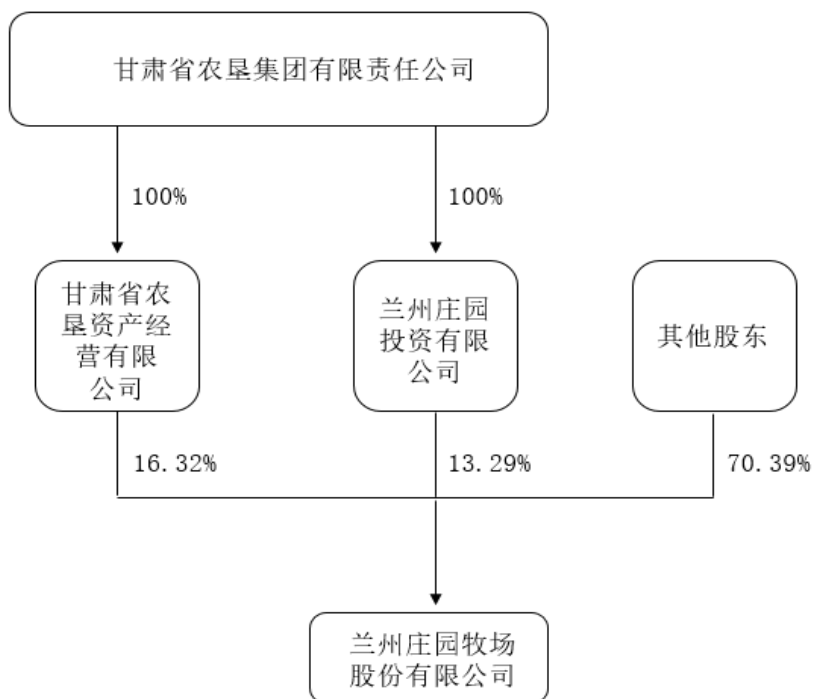 甘肃省农垦集团有限责任公司
100%
100%
甘肃省农
垦资产经
营有限
公司
兰州庄园
投资有限
公司
其他股东
16.32%
13.29%
70.39%
兰州庄园牧场
股份有限公司